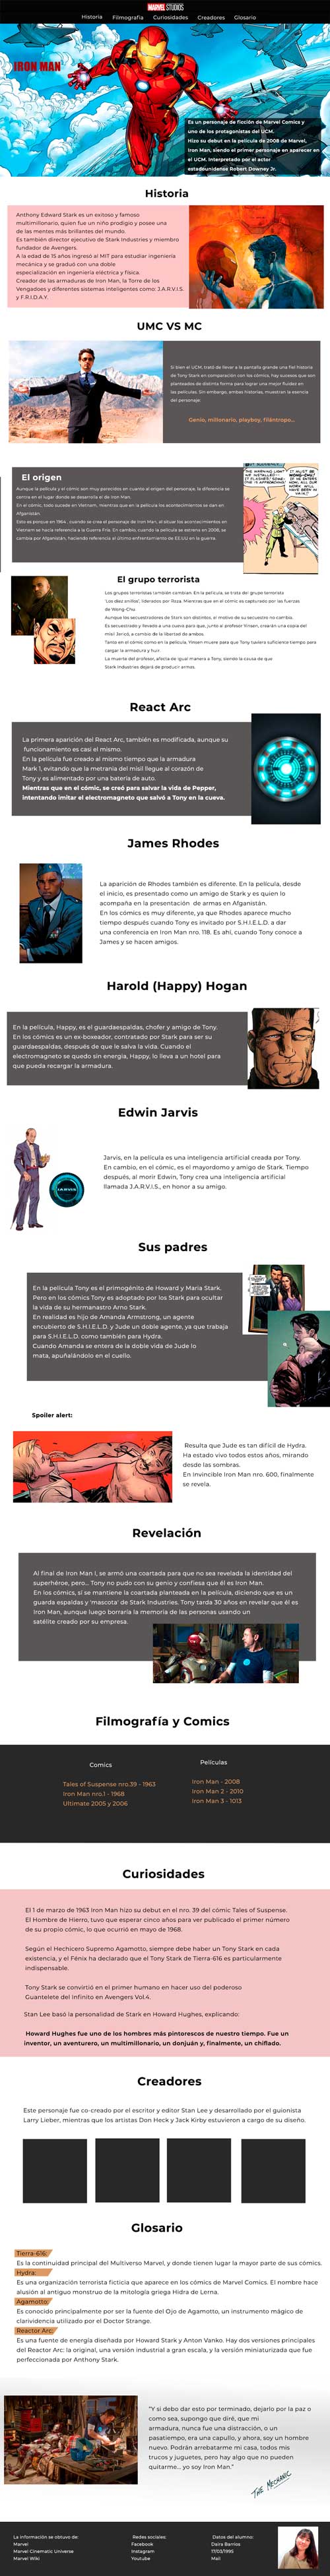 MARVEL STUDIOS
Historia Filmografía Curiosidades Creadores Glosario
IRON MAN
Es un personaje de ficción de Marvel Comics y
uno de los protagonistas del UCM.
Hizo su debut en la película de 2008 de Marvel,
Iron Man, siendo el primer personaje en aparecer en
el UCM. Interpretado por el actor
estadounidense Robert Downey Jr.
Historia
Anthony Edward Stark es un exitoso y famoso
multimillonario, quien fue un niño prodigio y posee una
de las mentes más brillantes del mundo.
Es también director ejecutivo de Stark Industries y miembro
fundador de Avengers.
A la edad de 15 años ingresó al MIT para estudiar ingeniería
mecánica y se graduó con una doble
especialización en ingeniería eléctrica y física.
Creador de las armaduras de Iron Man, la Torre de los
Vengadores y diferentes sistemas inteligentes como: J.A.R.V.I.S.
y F.R.I.D.A.Y.
UMC VS MC
Si bien el UCM, trató de llevar a la pantalla grande una fiel historia
de Tony Stark en comparación con los cómics, hay sucesos que son
planteados de distinta forma para lograr una mejor fluidez en
las películas. Sin embargo, ambas historias, muestran la esencia
del personaje:
Genio, millonario, playboy, filántropo...
El origen
Aunque la película y el cómic son muy parecidos en cuanto al origen del personaje, la diferencia se
centra en el lugar donde se desarrolla el de Iron Man.
En el cómic, todo sucede en Vietnam, mientras que en la película los acontecimientos se dan en
Afganistán.
Esto es porque en 1964 , cuando se crea el personaje de Iron Man, al situar los acontecimientos en
Vietnam se hacía referencia a la Guerra Fría. En cambio, cuando la película se estrena en 2008, se
cambia por Afganistán, haciendo referencia al último enfrentamiento de EE.UU en la guerra.
El grupo terrorista
Los grupos terroristas también cambian. En la película, se trata del grupo terrorista
'Los diez anillos', liderados por Raza. Mientras que en el cómic es capturado por las fuerzas
de Wong-Chu.
Aunque los secuestradores de Stark son distintos, el motivo de su secuestro no cambia.
Es secuestrado y llevado a una cueva para que, junto al profesor Yinsen, crearán una copia del
misil Jericó, a cambio de la libertad de ambos.
Tanto en el cómic como en la película, Yinsen muere para que Tony tuviera suficiente tiempo para
cargar la armadura y huir.
La muerte del profesor, afecta de igual manera a Tony, siendo la causa de que
Stark Industries dejará de producir armas.
React Arc
La primera aparición del React Arc, también es modificada, aunque su
funcionamiento es casi el mismo.
En la película fue creado al mismo tiempo que la armadura
Mark 1, evitando que la metralla del misil llegue al corazón de
Tony y es alimentado por una batería de auto.
Mientras que en el cómic, se creó para salvar la vida de Pepper,
intentando imitar el electromagneto que salvó a Tony en la cueva.
James Rhodes
La aparición de Rhodes también es diferente. En la película, desde
el inicio, es presentado como un amigo de Stark y es quien lo
acompaña en la presentación de armas en Afganistán.
En los cómics es muy diferente, ya que Rhodes aparece mucho
tiempo después cuando Tony es invitado por S.H.I.E.L.D. a dar
una conferencia en Iron Man nro. 118. Es ahí, cuando Tony conoce a
James y se hacen amigos.
Harold (Happy) Hogan
En la película, Happy, es el guardaespaldas, chofer y amigo de Tony.
En los cómics es un ex-boxeador, contratado por Stark para ser su
guardaespaldas, después de que le salva la vida. Cuando el
electromagneto se quedo sin energía, Happy, lo lleva a un hotel para
que pueda recargar la armadura.
Edwin Jarvis
JARVIS
Jarvis, en la película es una inteligencia artificial creada por Tony.
En cambio, en el cómic, es el mayordomo y amigo de Stark. Tiempo
después, al morir Edwin, Tony crea una inteligencia artificial
llamada J.A.R.V.I.S., en honor a su amigo.
Sus padres
En la película Tony es el primogénito de Howard y Maria Stark.
Pero en los cómics Tony es adoptado por los Stark para ocultar
la vida de su hermanastro Arno Stark.
En realidad es hijo de Amanda Armstrong, un agente
encubierto de S.H.I.E.L.D. y Jude un doble agente, ya que trabaja
para S.H.I.E.L.D. como también para Hydra.
Cuando Amanda se entera de la doble vida de Jude lo
mata, apuñalándolo en el cuello.
Spoiler alert:
Resulta que Jude es tan difícil de Hydra.
Ha estado vivo todos estos años, mirando
desde las sombras.
En Invincible Iron Man nro. 600, finalmente
se revela.
Revelación
Al final de Iron Man I, se armó una coartada para que no sea revelada la identidad del
superhéroe, pero... Tony no pudo con su genio y confiesa que él es Iron Man.
En los cómics, si se mantiene la coartada planteada en la película, diciendo que es un
guarda espaldas y 'mascota' de Stark Industries. Tony tarda 30 años en revelar que él es
Iron Man, aunque luego borraría la memoria de las personas usando un
satélite creado por su empresa.
Filmografía y Comics
Comics
Tales of Suspense nro.39 - 1963
Iron Man nro.1 - 1968
Ultimate 2005 y 2006
Películas
Iron Man - 2008
Iron Man 2 - 2010
Iron Man 3 - 1013
Curiosidades
El 1 de marzo de 1963 Iron Man hizo su debut en el nro. 39 del cómic Tales of Suspense.
El Hombre de Hierro, tuvo que esperar cinco años para ver publicado el primer número
de su propio cómic, lo que ocurrió en mayo de 1968.
Según el Hechicero Supremo Agamotto, siempre debe haber un Tony Stark en cada
existencia, y el Fénix ha declarado que el Tony Stark de Tierra-616 es particularmente
indispensable.
Tony Stark se convirtió en el primer humano en hacer uso del poderoso
Guantelete del Infinito en Avengers Vol.4.
Stan Lee basó la personalidad de Stark en Howard Hughes, explicando:
Howard Hughes fue uno de los hombres más pintorescos de nuestro tiempo. Fue un
inventor, un aventurero, un multimillonario, un donjuán y, finalmente, un chiflado.
Creadores
Este personaje fue co-creado por el escritor y editor Stan Lee y desarrollado por el guionista
Larry Lieber, mientras que los artistas Don Heck y Jack Kirby estuvieron a cargo de su diseño.
Glosario
Tierra-616:
Es la continuidad principal del Multiverso Marvel, y donde tienen lugar la mayor parte de sus cómics.
Hydra:
Es una organización terrorista ficticia que aparece en los cómics de Marvel Comics. El nombre hace
alusión al antiguo monstruo de la mitología griega Hidra de Lerna.
Agamotto:
Es conocido principalmente por ser la fuente del Ojo de Agamotto, un instrumento mágico de
clarividencia utilizado por el Doctor Strange.
Reactor Arc:
Es una fuente de energía diseñada por Howard Stark y Anton Vanko. Hay dos versiones principales
del Reactor Arc: la original, una versión industrial a gran escala, y la versión miniaturizada que fue
perfeccionada por Anthony Stark.
"Y si debo dar esto por terminado, dejarlo por la paz o
como sea, supongo que diré, que mi
armadura, nunca fue una distracción, o un
pasatiempo, era una capullo, y ahora, soy un hombre
nuevo. Podrán arrebatarme mi casa, todos mis
trucos y juguetes, pero hay algo que no pueden
quitarme... yo soy Iron Man."
THE MECHANIC
La información se obtuvo de:
Marvel
Marvel Cinematic Universe
Marvel Wiki
Redes sociales:
Facebook
Instagram
Youtube
Datos del alumno:
Daira Barrios
17/03/1995
Mail